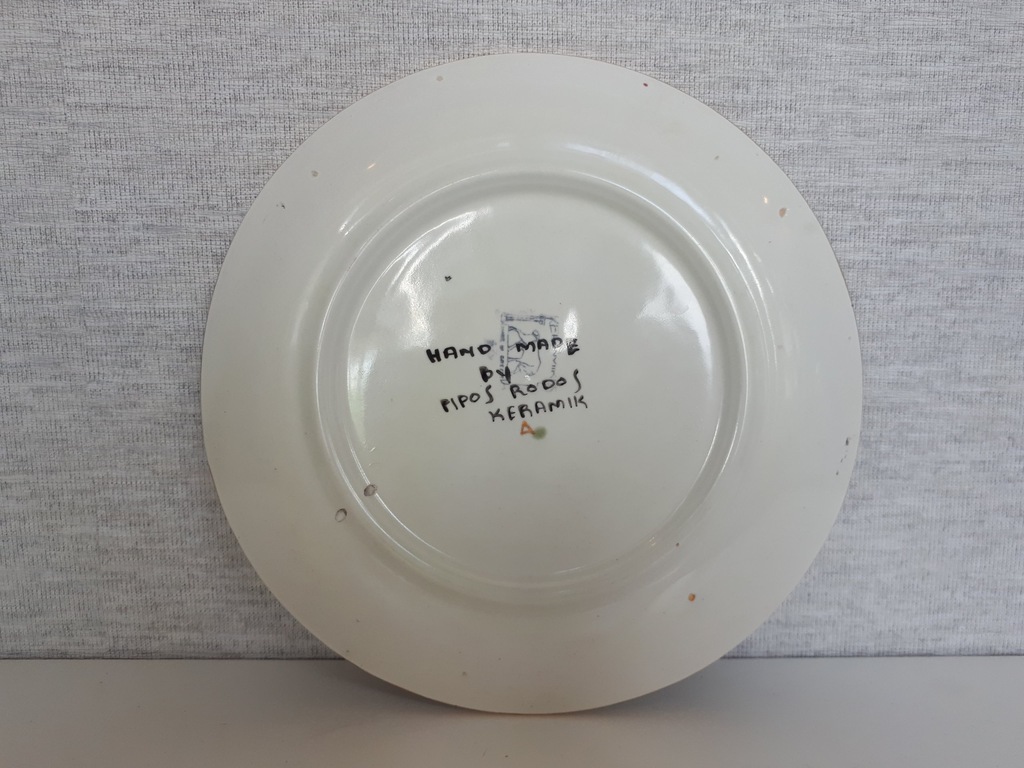 HAND MADE
BY
PIPOS RODOS
KERAMIK
A